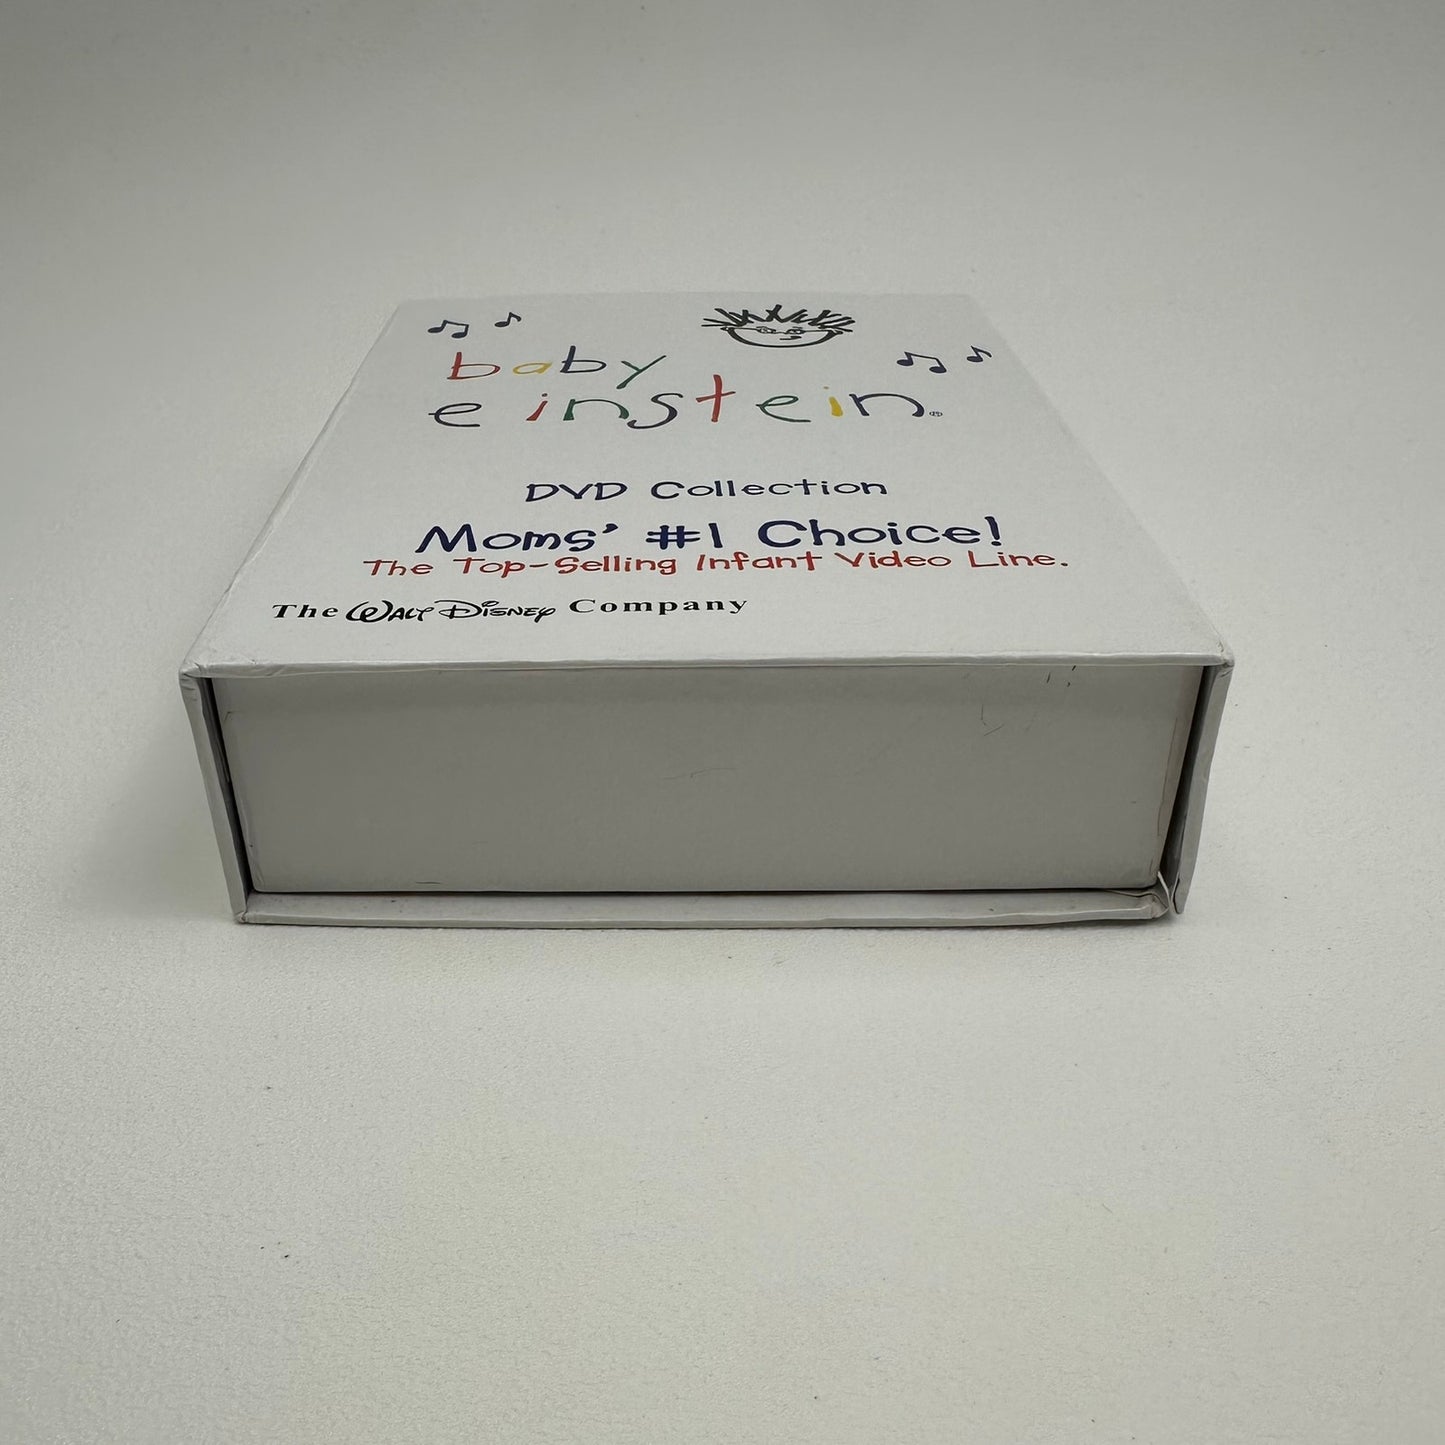 baby
einstein®
DVD Collection
Moms' #1 Choice!
The Top-Selling Infant Video Line.
The Walt Disney Company